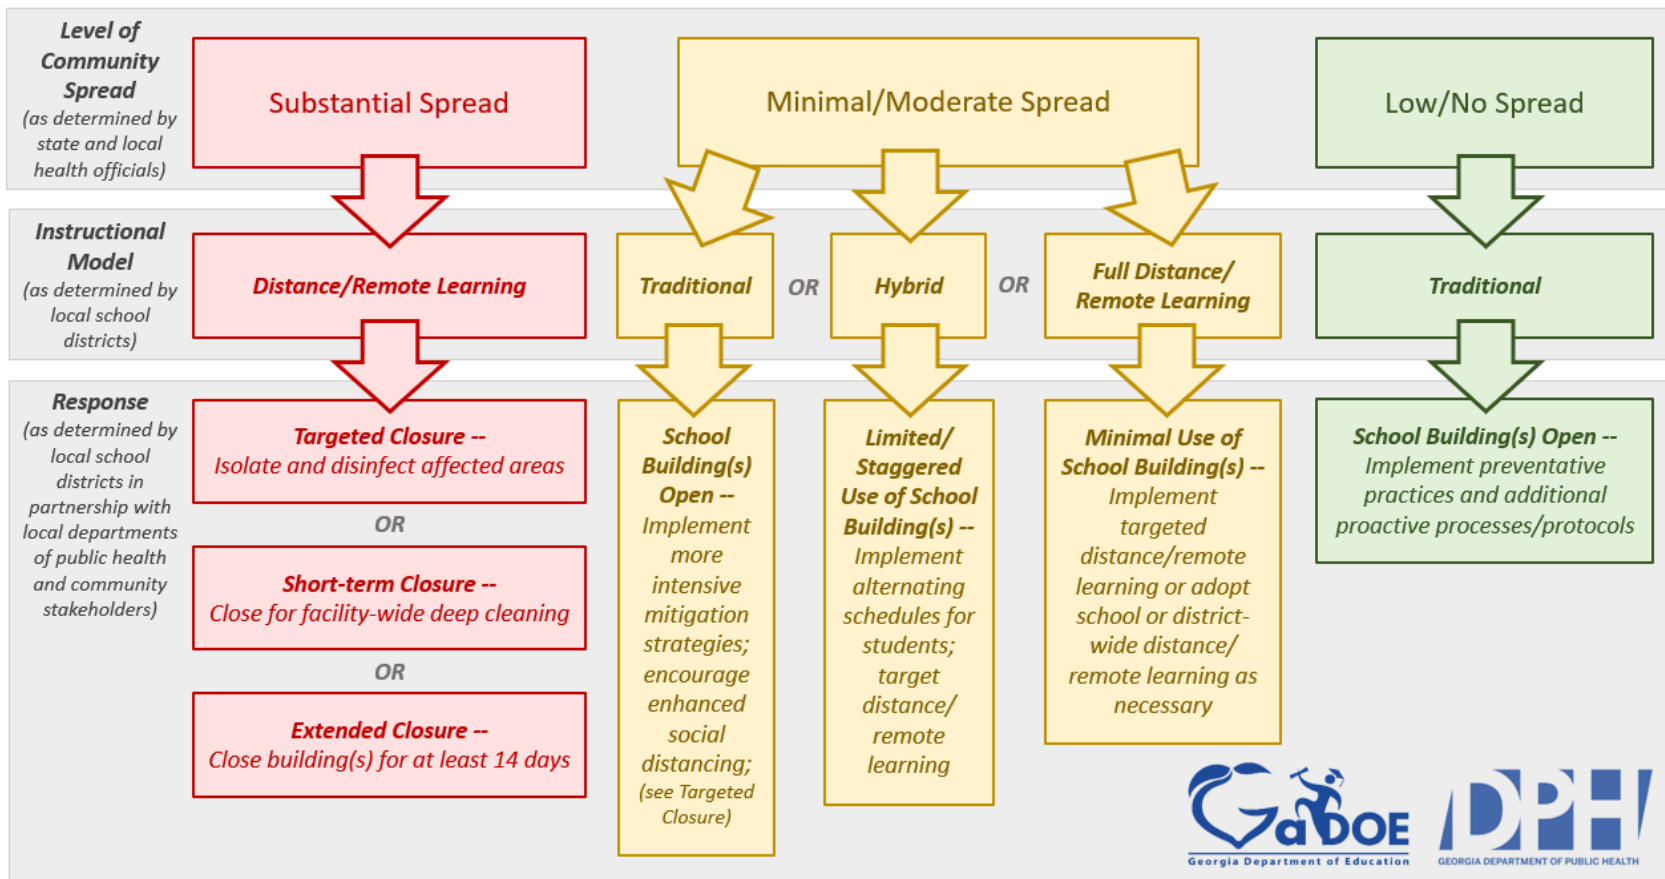 Level of
Community
Spread
(as determined by
state and local
health officials)
Substantial Spread
Minimal/Moderate Spread
Low/No Spread
Instructional
Model
(as determined by
local school
districts)
Distance/Remote Learning
Traditional
OR
Hybrid
OR
Full Distance/
Remote Learning
Traditional
Response
(as determined by
local school
districts in
partnership with
local departments
of public health
and community
stakeholders)
Targeted Closure --
Isolate and disinfect affected areas
OR
Short-term Closure --
Close for facility-wide deep cleaning
OR
Extended Closure --
Close building(s) for at least 14 days
School
Building(s)
Open --
Implement
more
intensive
mitigation
strategies;
encourage
enhanced
social
distancing;
(see Targeted
Closure)
Limited/
Staggered
Use of School
Building(s) --
Implement
alternating
schedules for
students;
target
distance/
remote
learning
Minimal Use of
School Building(s) --
Implement
targeted
distance/remote
learning or adopt
school or district-
wide distance/
remote learning as
necessary
School Building(s) Open --
Implement preventative
practices and additional
proactive processes/protocols
GaDOE
Georgia Department of Education
DPH
GEORGIA DEPARTMENT OF PUBLIC HEALTH